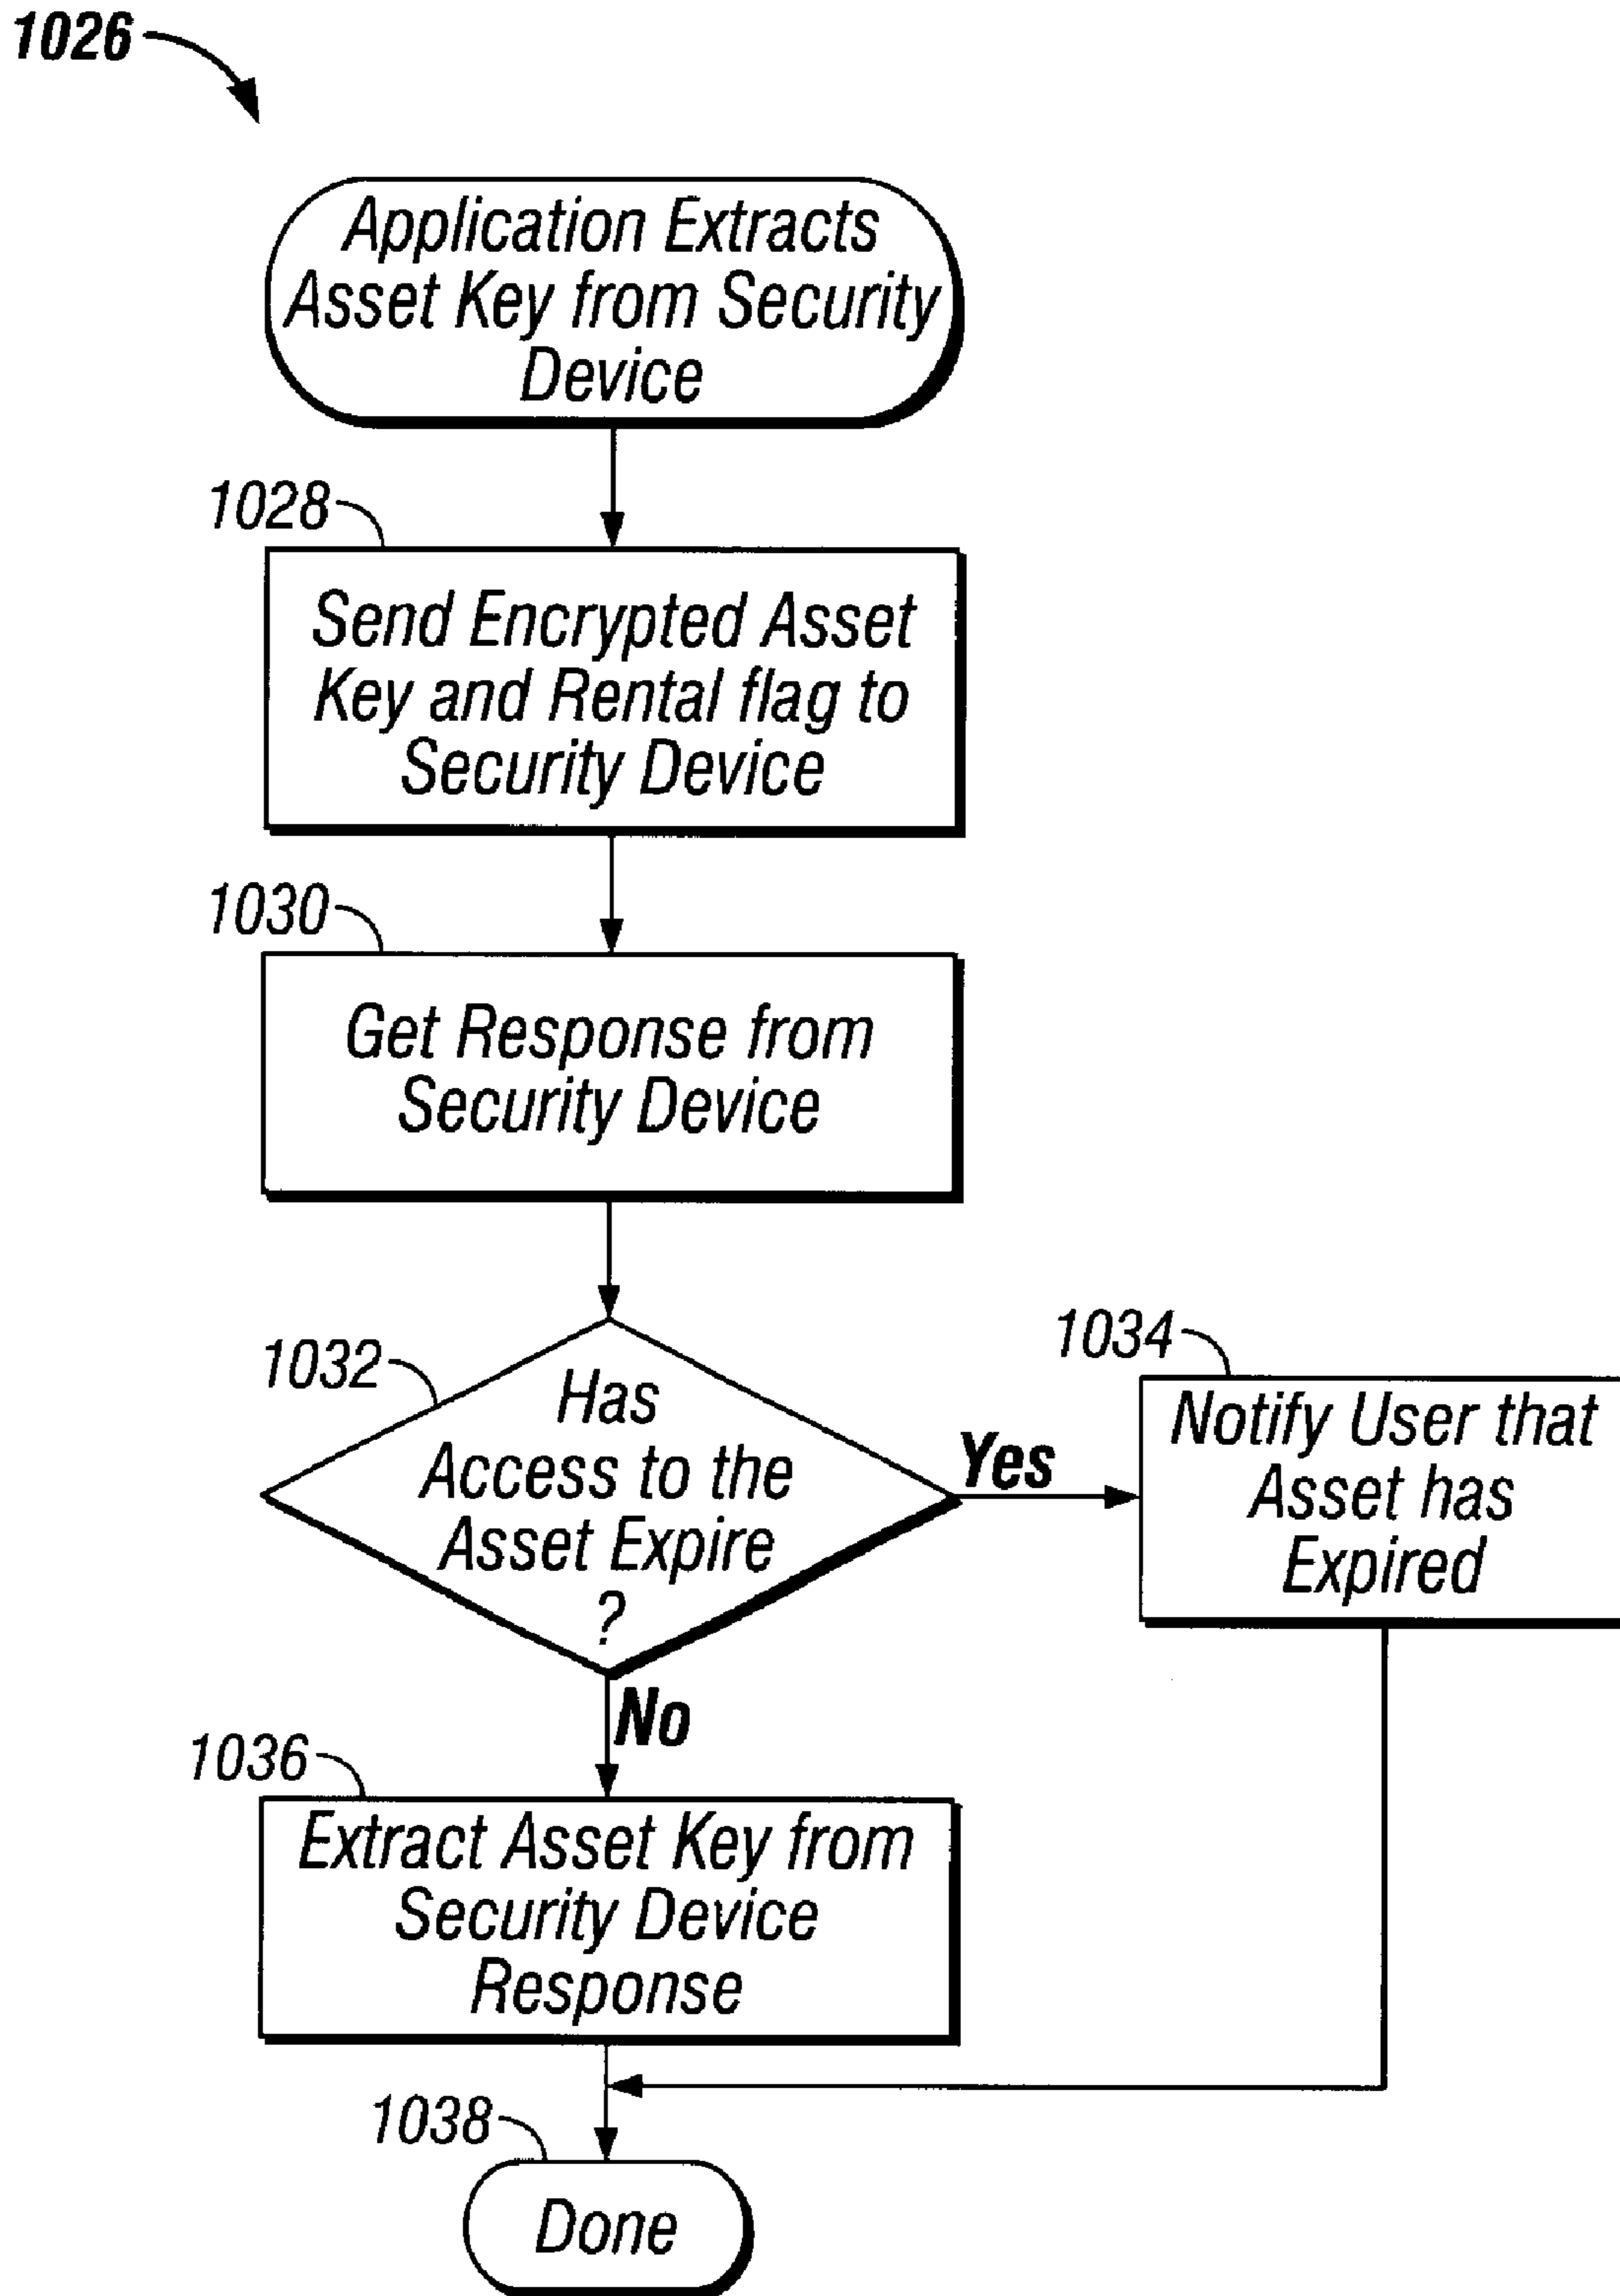 1026
Application Extracts
Asset Key from Security
Device
1028
Send Encrypted Asset
Key and Rental flag to
Security Device
1030
Get Response from
Security Device
1032
Has
Access to the
Asset Expire
?
Yes
1034
Notify User that
Asset has
Expired
No
1036
Extract Asset Key from
Security Device
Response
1038
Done